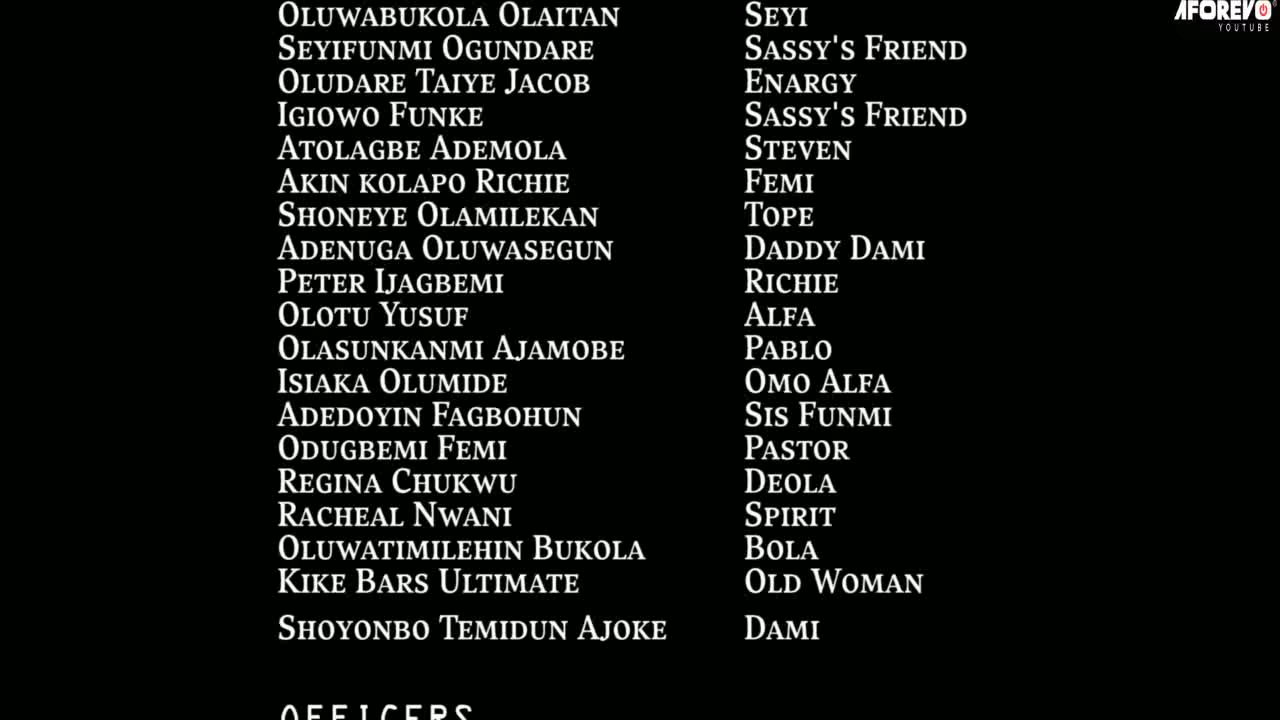 AFOREVO
YOUTUBE
OLUWABUKOLA OLAITAN SEYI
SEYIFUNMI OGUNDARE SASSY'S FRIEND
OLUDARE TAIYE JACOB ENARGY
IGIOWO FUNKE SASSY'S FRIEND
ATOLAGBE ADEMOLA STEVEN
AKIN KOLAPO RICHIE FEMI
SHONEYE OLAMILEKAN TOPE
ADENUGA OLUWASEGUN DADDY DAMI
PETER IJAGBEMI RICHIE
OLOTU YUSUF ALFA
OLASUNKANMI AJAMOBE PABLO
ISIAKA OLUMIDE OMO ALFA
ADEDOYIN FAGBOHUN SIS FUNMI
ODUGBEMI FEMI PASTOR
REGINA CHUKWU DEOLA
RACHEAL NWANI SPIRIT
OLUWATIMILEHIN BUKOLA BOLA
KIKE BARS ULTIMATE OLD WOMAN
SHOYONBO TEMIDUN AJOKE DAMI
OFFICERS